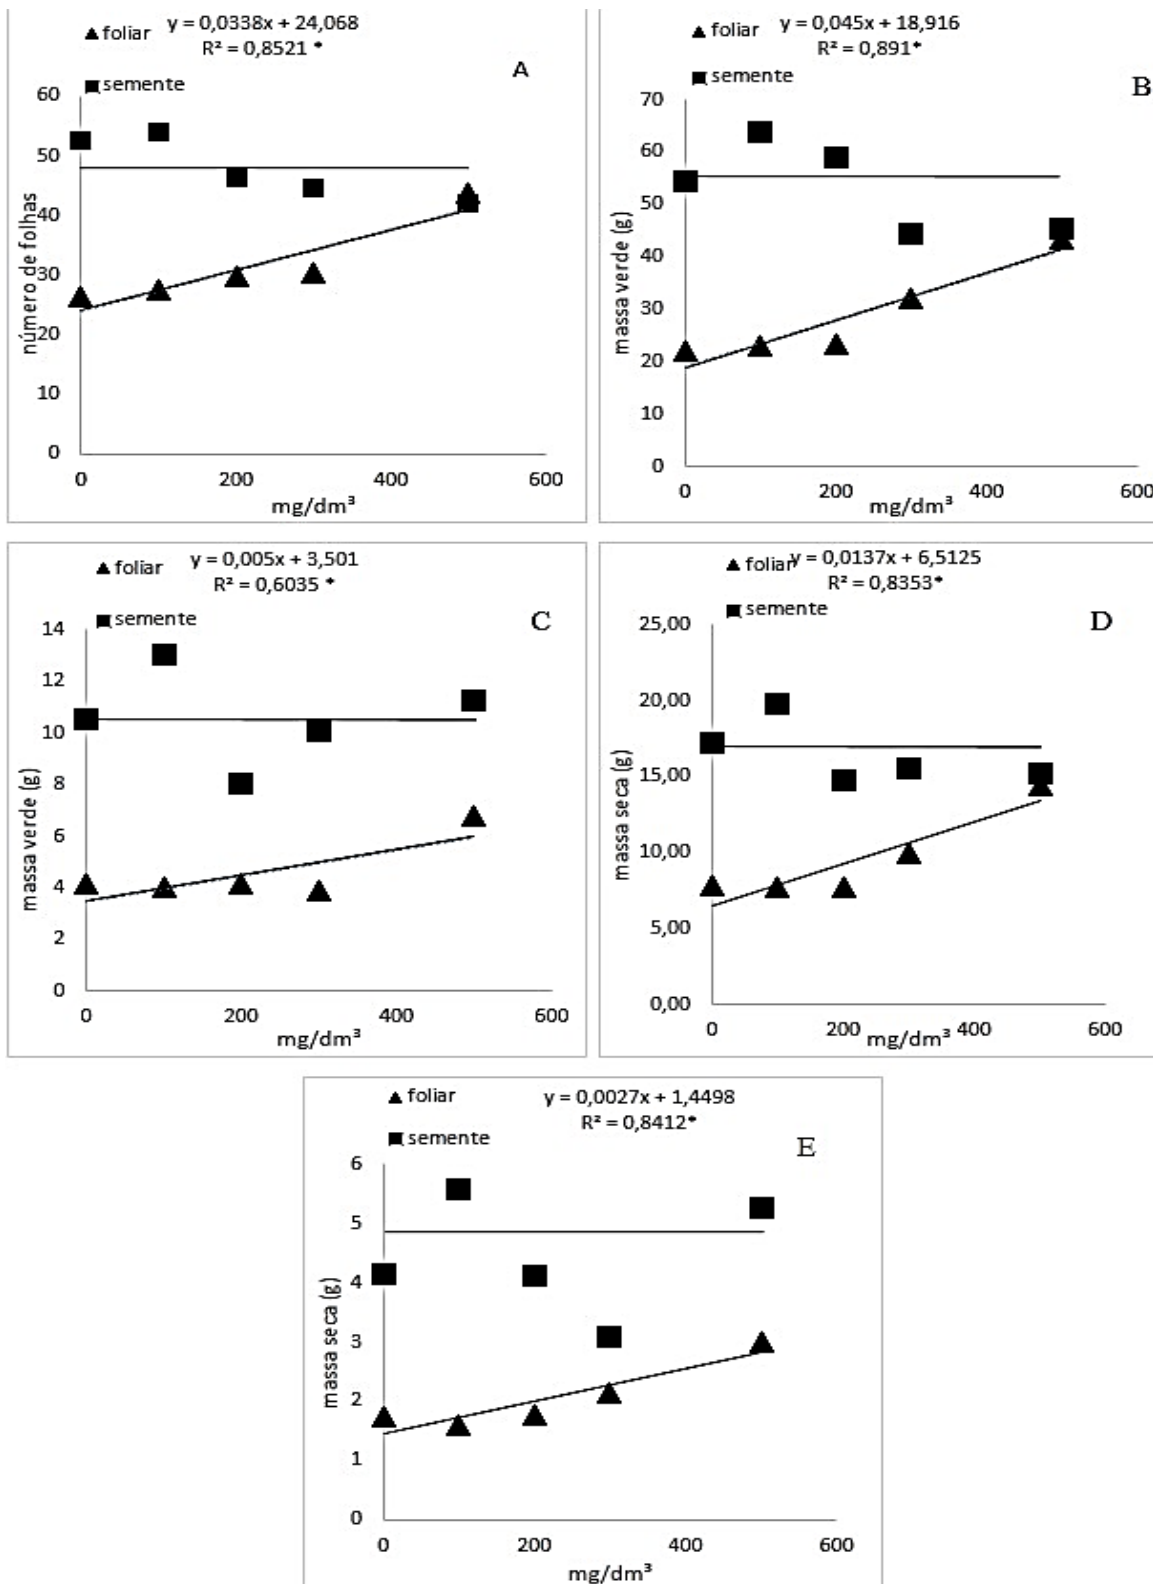 foliar y = 0,0338x + 24,068
R² = 0,8521 *
semente
A
60
50
40
30
20
10
0
número de folhas
0 200 400 600
mg/dm³
foliar y = 0,045x + 18,916
R² = 0,891*
semente
B
70
60
50
40
30
20
10
0
massa verde (g)
0 200 400 600
mg/dm³
foliar y = 0,005x + 3,501
R² = 0,6035 *
semente
C
14
12
10
8
6
4
2
0
massa verde (g)
0 200 400 600
mg/dm³
foliar y = 0,0137x + 6,5125
R² = 0,8353*
semente
D
25,00
20,00
15,00
10,00
5,00
0,00
massa seca (g)
0 200 400 600
mg/dm³
foliar y = 0,0027x + 1,4498
R² = 0,8412*
semente
E
6
5
4
3
2
1
0
massa seca (g)
0 200 400 600
mg/dm³